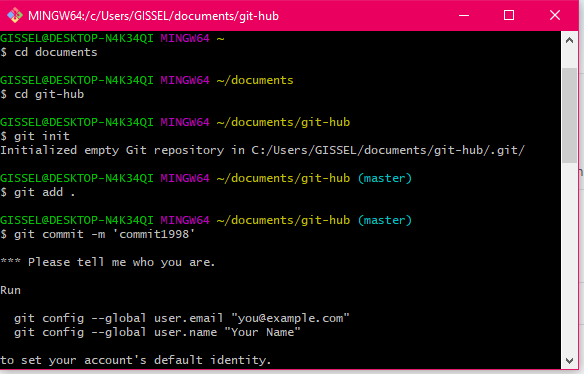 MINGW64:/c/Users/GISSEL/documents/git-hub
GISSEL@DESKTOP-N4K34QI MINGW64 ~
$ cd documents
GISSEL@DESKTOP-N4K34QI MINGW64 ~/documents
$ cd git-hub
GISSEL@DESKTOP-N4K34QI MINGW64 ~/documents/git-hub
$ git init
Initialized empty Git repository in C:/Users/GISSEL/documents/git-hub/.git/
GISSEL@DESKTOP-N4K34QI MINGW64 ~/documents/git-hub (master)
$ git add .
GISSEL@DESKTOP-N4K34QI MINGW64 ~/documents/git-hub (master)
$ git commit -m 'commit1998'
*** Please tell me who you are.
Run
git config --global user.email "you@example.com"
git config --global user.name "Your Name"
to set your account's default identity.